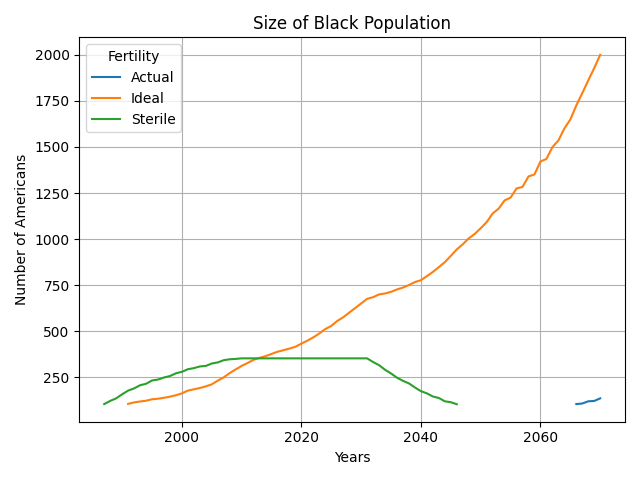 Size of Black Population
Fertility
Actual
Ideal
Sterile
Number of Americans
2000
1750
1500
1250
1000
750
500
250
2000
2020
2040
2060
Years